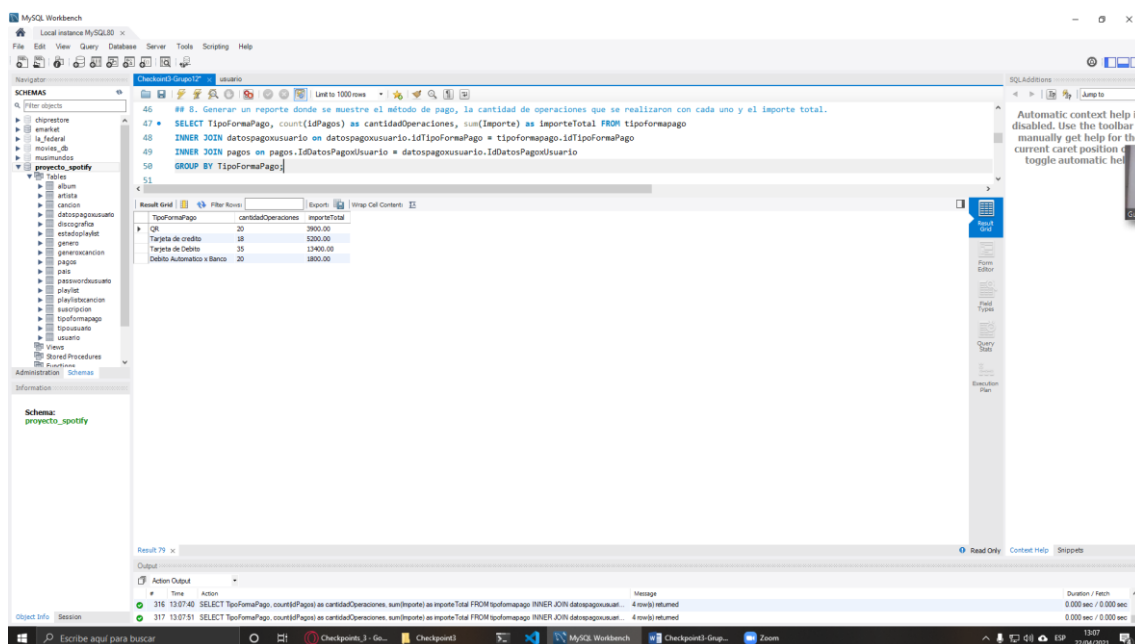 MySQL Workbench
Local instance MySQL80 ×
File Edit View Query Database Server Tools Scripting Help
Navigator
SCHEMAS
Filter objects
chiprestore
emarket
la_federal
movies_db
musimundos
proyecto_spotify
Tables
album
artista
cancion
datospagoxusuario
discografica
estadoplaylist
genero
generoxcancion
pagos
pais
passwordxusuario
playlist
playlistxcancion
suscripcion
tipoformapago
tipousuario
usuario
Views
Stored Procedures
Functions
Administration Schemas
Information
Schema:
proyecto_spotify
Object Info Session
Checkpoint3-Grupo12* × usuario
Limit to 1000 rows
46 ## 8. Generar un reporte donde se muestre el método de pago, la cantidad de operaciones que se realizaron con cada uno y el importe total.
47 SELECT TipoFormaPago, count(idPagos) as cantidadOperaciones, sum(Importe) as importeTotal FROM tipoformapago
48 INNER JOIN datospagoxusuario on datospagoxusuario.idTipoFormaPago = tipoformapago.idTipoFormaPago
49 INNER JOIN pagos on pagos.IdDatosPagoxUsuario = datospagoxusuario.IdDatosPagoxUsuario
50 GROUP BY TipoFormaPago;
51
Result Grid Filter Rows: Export: Wrap Cell Content:
TipoFormaPago cantidadOperaciones importeTotal
QR 20 3900.00
Tarjeta de credito 18 5200.00
Tarjeta de Debito 35 13400.00
Debito Automatico x Banco 20 1800.00
Result Grid
Form Editor
Field Types
Query Stats
Execution Plan
Result 79 ×
Read Only
Output
Action Output
# Time Action Message Duration / Fetch
316 13:07:40 SELECT TipoFormaPago, count(idPagos) as cantidadOperaciones, sum(Importe) as importeTotal FROM tipoformapago INNER JOIN datospagoxusuari... 4 row(s) returned 0.000 sec / 0.000 sec
317 13:07:51 SELECT TipoFormaPago, count(idPagos) as cantidadOperaciones, sum(Importe) as importeTotal FROM tipoformapago INNER JOIN datospagoxusuari... 4 row(s) returned 0.000 sec / 0.000 sec
SQLAdditions
Jump to
Automatic context help i
disabled. Use the toolbar
manually get help for th
current caret position
toggle automatic hel
Context Help Snippets
Escribe aquí para buscar
Checkpoints_3 - Go...
Checkpoint3
MySQL Workbench
Checkpoint3-Grup...
Zoom
ESP
13:07
22/04/2021